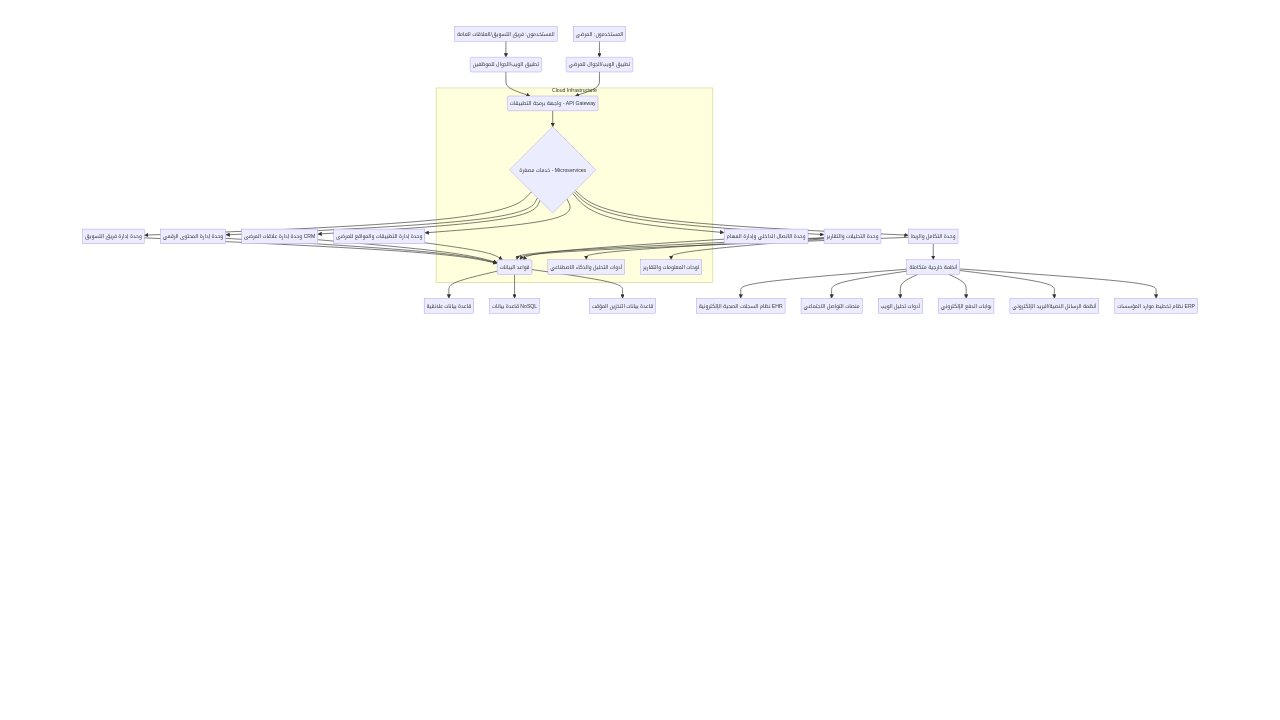 المستخدمون: فريق التسويق/العلاقات العامة
المستخدمون: المرضى
تطبيق الويب/الجوال للموظفين
تطبيق الويب/الجوال للمرضى
Cloud Infrastructure
واجهة برمجة التطبيقات - API Gateway
خدمات مصغرة - Microservices
وحدة إدارة فريق التسويق
وحدة إدارة المحتوى الرقمي
وحدة إدارة علاقات المرضى CRM
وحدة إدارة التطبيقات والمواقع للمرضى
وحدة الاتصال الداخلي وإدارة المهام
وحدة التحليلات والتقارير
وحدة التكامل والربط
قواعد البيانات
أدوات التحليل والذكاء الاصطناعي
لوحات المعلومات والتقارير
أنظمة خارجية متكاملة
قاعدة بيانات علائقية
قاعدة بيانات NoSQL
قاعدة بيانات التخزين المؤقت
نظام السجلات الصحية الإلكترونية EHR
منصات التواصل الاجتماعي
أدوات تحليل الويب
بوابات الدفع الإلكتروني
أنظمة الرسائل النصية/البريد الإلكتروني
نظام تخطيط موارد المؤسسات ERP